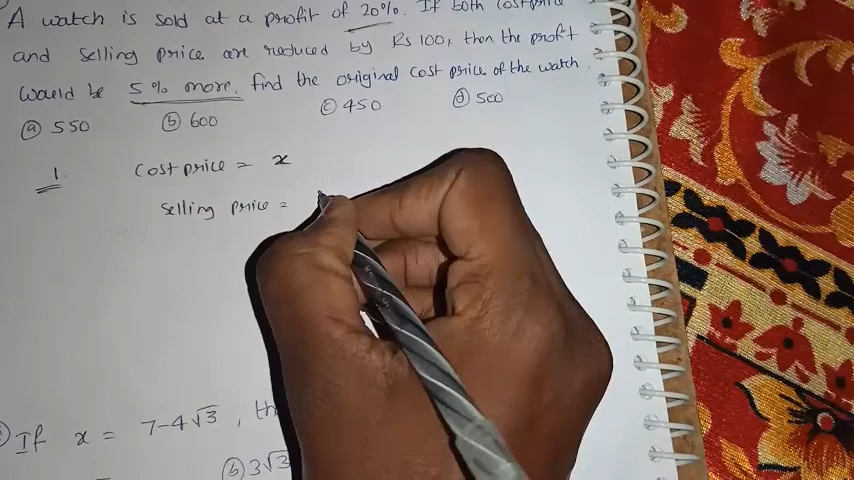 A watch is sold at a profit of 20%. If both cost price
and selling price are reduced by Rs 100, then the profit
would be 5% more. find the original cost price of the watch.
ⓐ 550 ⓑ 600 ⓒ 450 ⓓ 500
1. cost price = x
selling price =
If x = 7-4√3, th
ⓑ 3√3